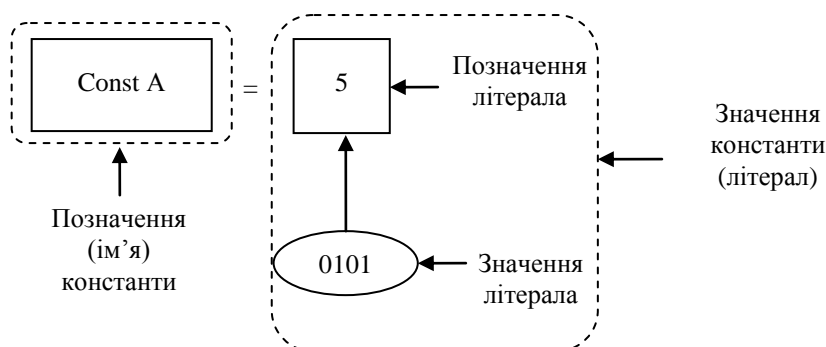 Const A
=
5
Позначення
літерала
Значення
константи
(літерал)
Позначення
(ім’я)
константи
0101
Значення
літерала